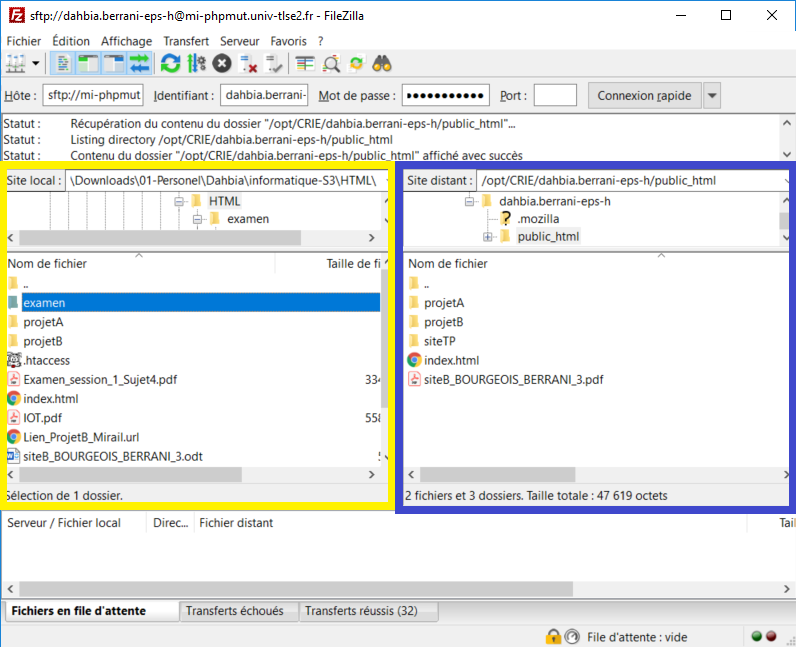 sftp://dahbia.berrani-eps-h@mi-phpmut.univ-tlse2.fr - FileZilla
Fichier Édition Affichage Transfert Serveur Favoris ?
Hôte : sftp://mi-phpmut Identifiant : dahbia.berrani- Mot de passe : ●●●●●●●●●●● Port : Connexion rapide
Statut : Récupération du contenu du dossier "/opt/CRIE/dahbia.berrani-eps-h/public_html"...
Statut : Listing directory /opt/CRIE/dahbia.berrani-eps-h/public_html
Statut : Contenu du dossier "/opt/CRIE/dahbia.berrani-eps-h/public_html" affiché avec succès
Site local : \Downloads\01-Personel\Dahbia\informatique-S3\HTML\
HTML
examen
Nom de fichier Taille de fi
..
examen
projetA
projetB
.htaccess
Examen_session_1_Sujet4.pdf 334
index.html
IOT.pdf 558
Lien_ProjetB_Mirail.url
siteB_BOURGEOIS_BERRANI_3.odt
Sélection de 1 dossier.
Site distant : /opt/CRIE/dahbia.berrani-eps-h/public_html
dahbia.berrani-eps-h
? .mozilla
public_html
Nom de fichier
..
projetA
projetB
siteTP
index.html
siteB_BOURGEOIS_BERRANI_3.pdf
2 fichiers et 3 dossiers. Taille totale : 47 619 octets
Serveur / Fichier local Direc... Fichier distant Tail
Fichiers en file d'attente Transferts échoués Transferts réussis (32)
File d'attente : vide